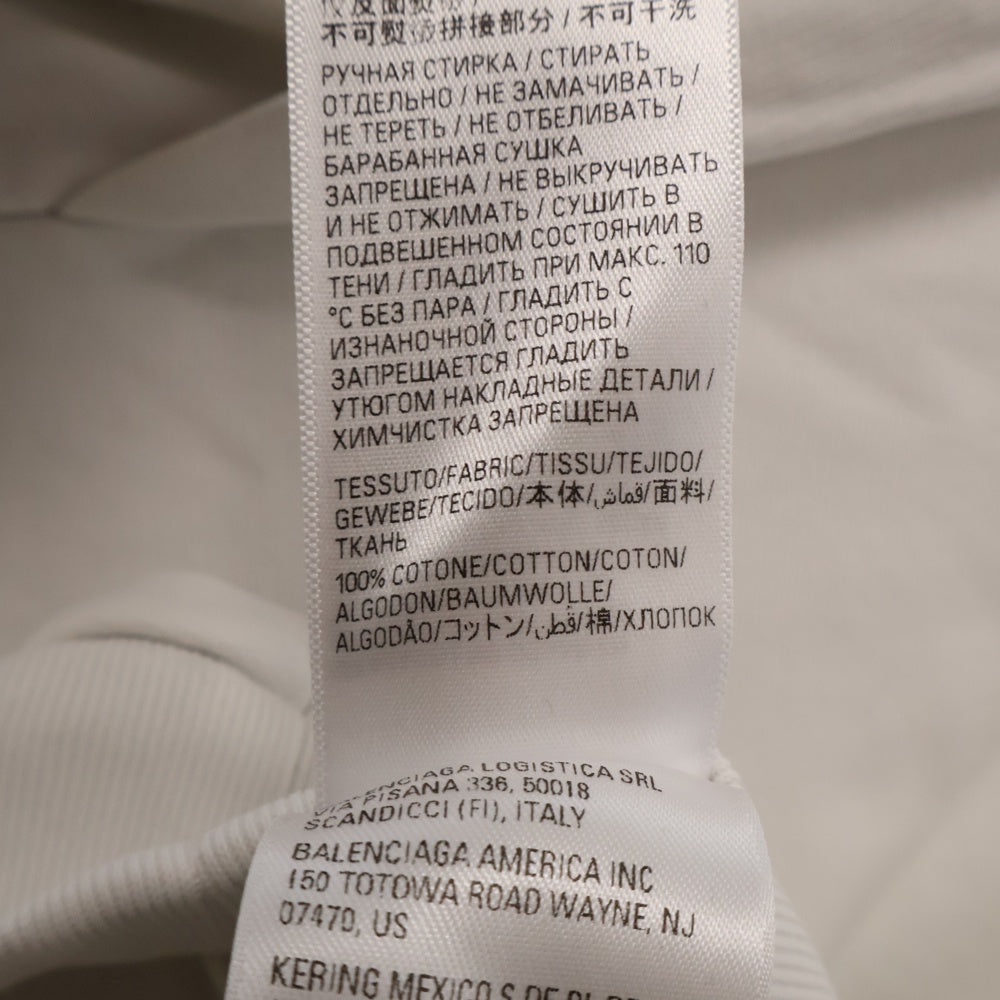 不可熨烫拼接部分 / 不可干洗
РУЧНАЯ СТИРКА / СТИРАТЬ
ОТДЕЛЬНО / НЕ ЗАМАЧИВАТЬ /
НЕ ТЕРЕТЬ / НЕ ОТБЕЛИВАТЬ /
БАРАБАННАЯ СУШКА
ЗАПРЕЩЕНА / НЕ ВЫКРУЧИВАТЬ
И НЕ ОТЖИМАТЬ / СУШИТЬ В
ПОДВЕШЕННОМ СОСТОЯНИИ В
ТЕНИ / ГЛАДИТЬ ПРИ МАКС. 110
°C БЕЗ ПАРА / ГЛАДИТЬ С
ИЗНАНОЧНОЙ СТОРОНЫ /
ЗАПРЕЩАЕТСЯ ГЛАДИТЬ
УТЮГОМ НАКЛАДНЫЕ ДЕТАЛИ /
ХИМЧИСТКА ЗАПРЕЩЕНА
TESSUTO/FABRIC/TISSU/TEJIDO/
GEWEBE/TECIDO/本体/قماش/面料/
ТКАНЬ
100% COTONE/COTTON/COTON/
ALGODON/BAUMWOLLE/
ALGODÃO/コットン/قطن/棉/ХЛОПОК
LOGISTICA SRL
VIA PISANA 336, 50018
SCANDICCI (FI), ITALY
BALENCIAGA AMERICA INC
150 TOTOWA ROAD WAYNE, NJ
07470, US
KERING MEXICO S DE